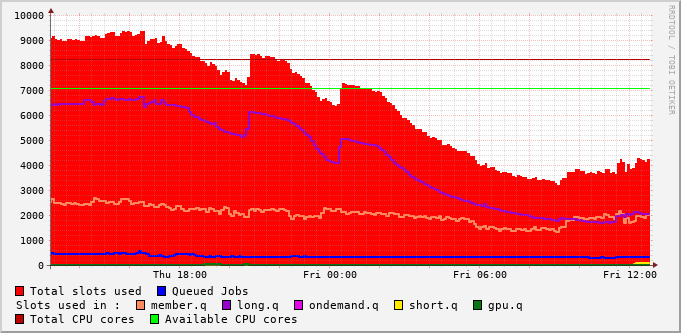 RRDTOOL / TOBI OETIKER
10000
9000
8000
7000
6000
5000
4000
3000
2000
1000
0
Thu 18:00 Fri 00:00 Fri 06:00 Fri 12:00
Total slots used Queued Jobs
Slots used in : member.q long.q ondemand.q short.q gpu.q
Total CPU cores Available CPU cores